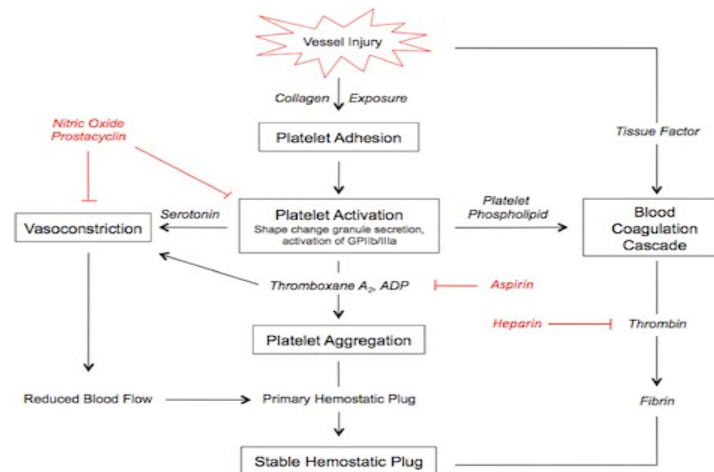 Vessel Injury
Collagen Exposure
Nitric Oxide
Prostacyclin
Platelet Adhesion
Tissue Factor
Vasoconstriction
Serotonin
Platelet Activation
Shape change granule secretion,
activation of GPIIb/IIIa
Platelet
Phospholipid
Blood
Coagulation
Cascade
Thromboxane A₂, ADP
Aspirin
Heparin
Thrombin
Platelet Aggregation
Reduced Blood Flow
Primary Hemostatic Plug
Fibrin
Stable Hemostatic Plug